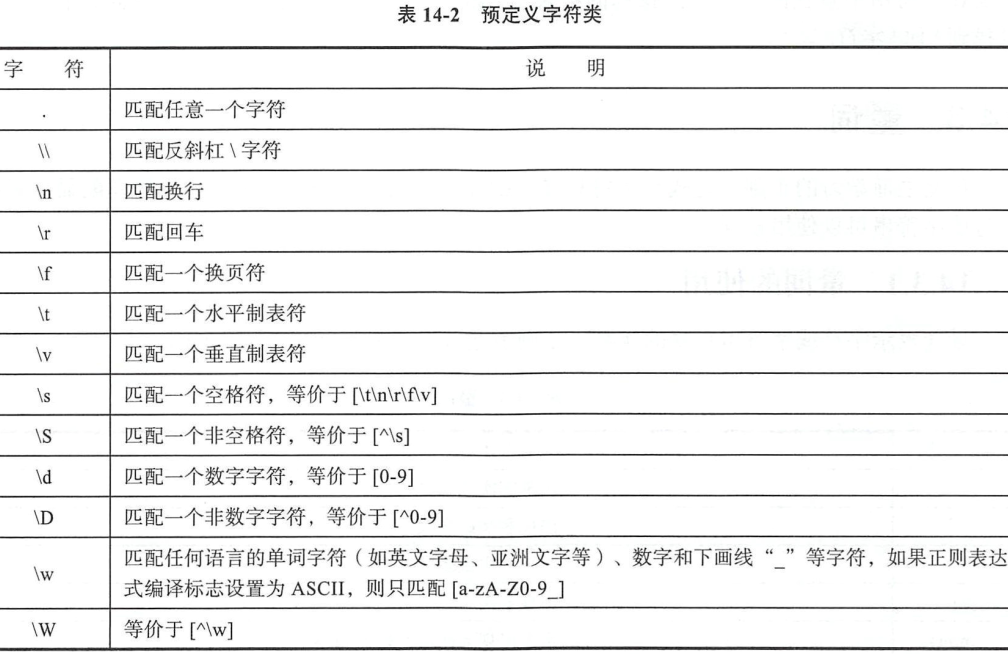 表 14-2 预定义字符类
字 符 说 明
. 匹配任意一个字符
\\ 匹配反斜杠 \ 字符
\n 匹配换行
\r 匹配回车
\f 匹配一个换页符
\t 匹配一个水平制表符
\v 匹配一个垂直制表符
\s 匹配一个空格符，等价于 [\t\n\r\f\v]
\S 匹配一个非空格符，等价于 [^\s]
\d 匹配一个数字字符，等价于 [0-9]
\D 匹配一个非数字字符，等价于 [^0-9]
\w 匹配任何语言的单词字符（如英文字母、亚洲文字等）、数字和下画线“_”等字符，如果正则表达
式编译标志设置为 ASCII，则只匹配 [a-zA-Z0-9_]
\W 等价于 [^\w]